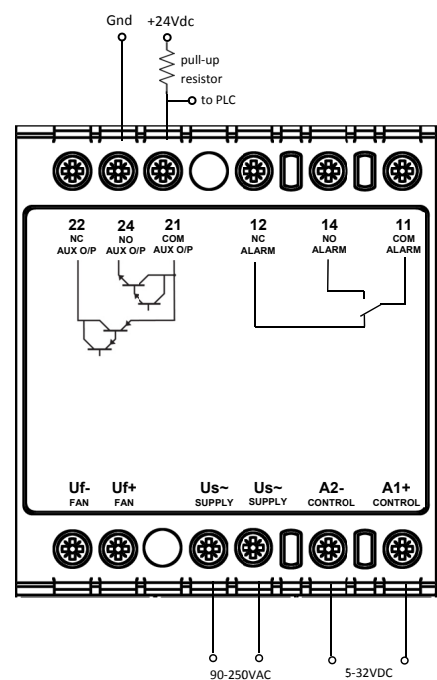 Gnd +24Vdc
pull-up
resistor
to PLC
22 24 21 12 14 11
NC NO COM NC NO COM
AUX O/P AUX O/P AUX O/P ALARM ALARM ALARM
Uf- Uf+ Us~ Us~ A2- A1+
FAN FAN SUPPLY SUPPLY CONTROL CONTROL
90-250VAC 5-32VDC